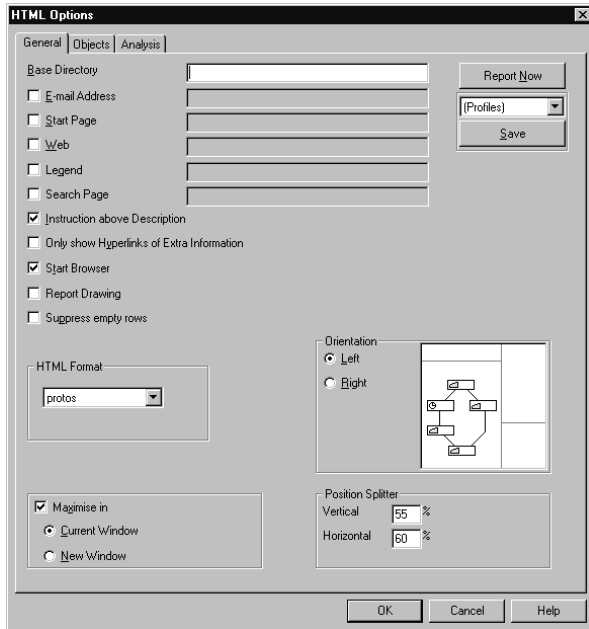 HTML Options
General Objects Analysis
Base Directory
Report Now
E-mail Address
(Profiles)
Start Page
Save
Web
Legend
Search Page
Instruction above Description
Only show Hyperlinks of Extra Information
Start Browser
Report Drawing
Suppress empty rows
HTML Format
protos
Orientation
Left
Right
Maximise in
Current Window
New Window
Position Splitter
Vertical 55 %
Horizontal 60 %
OK Cancel Help